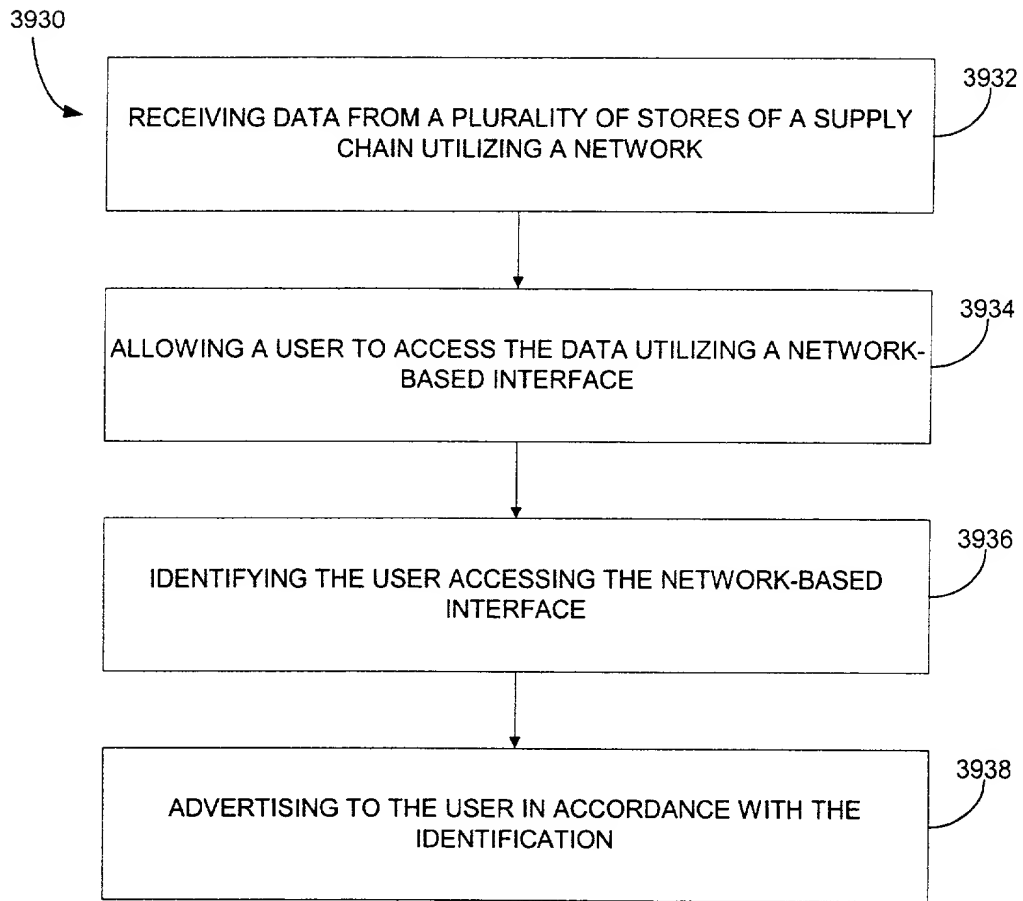 3930
3932
RECEIVING DATA FROM A PLURALITY OF STORES OF A SUPPLY
CHAIN UTILIZING A NETWORK
3934
ALLOWING A USER TO ACCESS THE DATA UTILIZING A NETWORK-
BASED INTERFACE
3936
IDENTIFYING THE USER ACCESSING THE NETWORK-BASED
INTERFACE
3938
ADVERTISING TO THE USER IN ACCORDANCE WITH THE
IDENTIFICATION